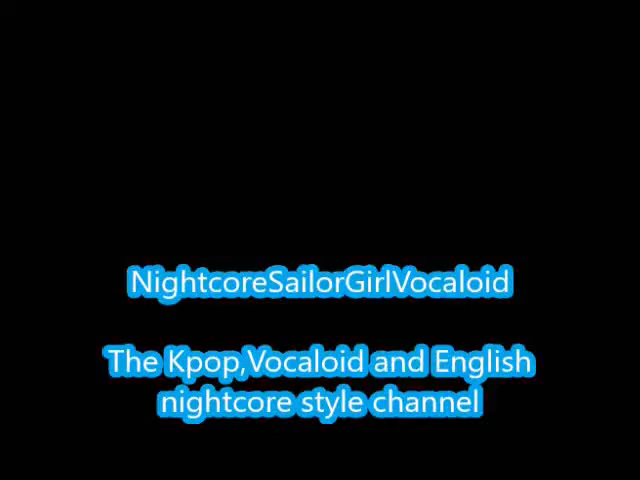 NightcoreSailorGirlVocaloid
The Kpop,Vocaloid and English
nightcore style channel